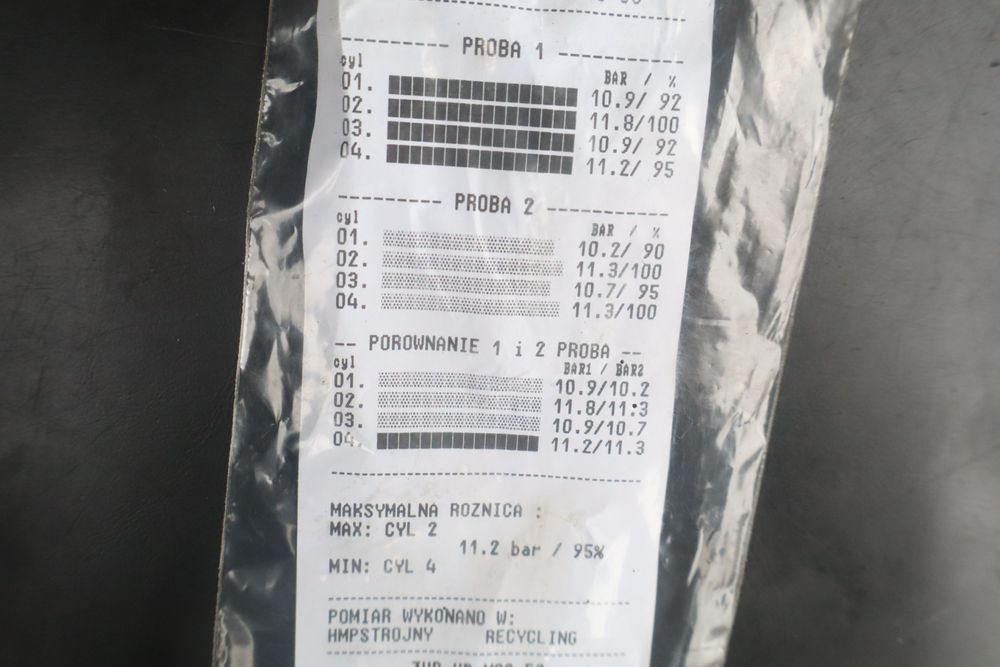 PROBA 1
cyl BAR / %
01. 10.9/ 92
02. 11.8/100
03. 10.9/ 92
04. 11.2/ 95
PROBA 2
cyl BAR / %
01. 10.2/ 90
02. 11.3/100
03. 10.7/ 95
04. 11.3/100
-- POROWNANIE 1 i 2 PROBA --
cyl BAR1 / BAR2
01. 10.9/10.2
02. 11.8/11.3
03. 10.9/10.7
04. 11.2/11.3
MAKSYMALNA ROZNICA :
MAX: CYL 2
11.2 bar / 95%
MIN: CYL 4
POMIAR WYKONANO W:
HMPSTROJNY RECYCLING